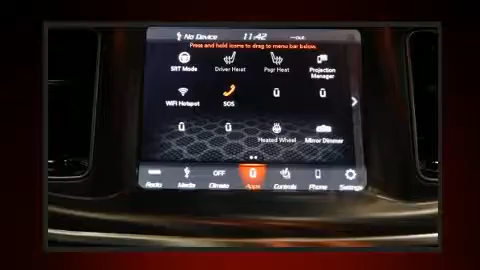 No Device 11:42 --out
Press and hold icons to drag to menu bar below.
SRT Mode Driver Heat Psgr Heat Projection Manager
WiFi Hotspot SOS
Heated Wheel Mirror Dimmer
OFF
Radio Media Climate Apps Controls Phone Settings